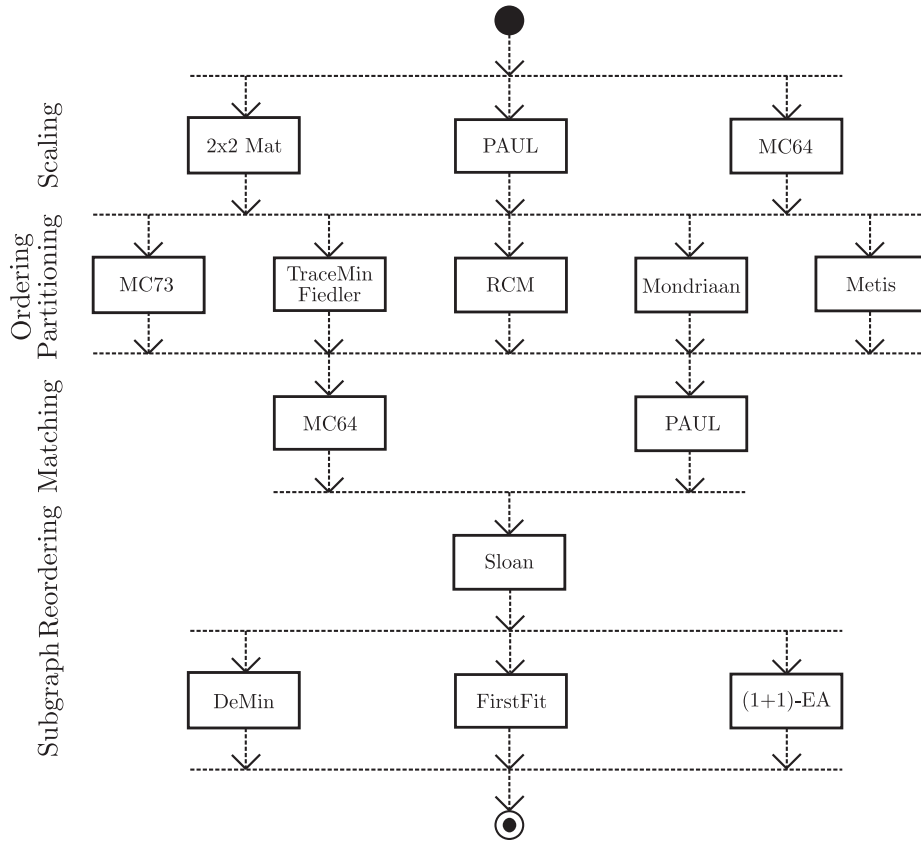 Scaling
2x2 Mat
PAUL
MC64
Ordering
Partitioning
MC73
TraceMin
Fiedler
RCM
Mondriaan
Metis
Matching
MC64
PAUL
Reordering
Sloan
Subgraph
DeMin
FirstFit
(1+1)-EA